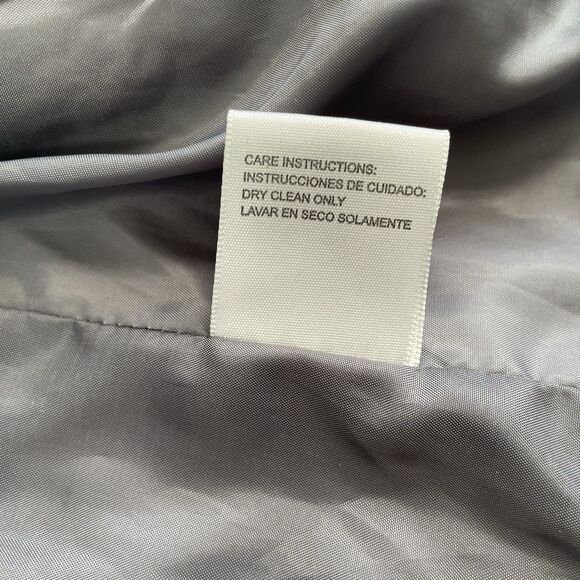 CARE INSTRUCTIONS:
INSTRUCCIONES DE CUIDADO:
DRY CLEAN ONLY
LAVAR EN SECO SOLAMENTE